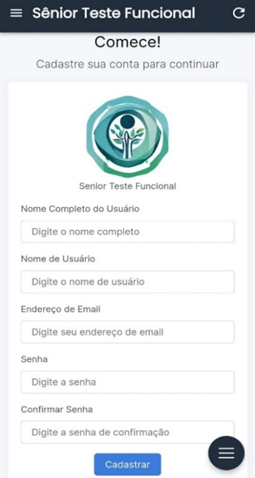 Sênior Teste Funcional
Comece!
Cadastre sua conta para continuar
Senior Teste Funcional
Nome Completo do Usuário
Digite o nome completo
Nome de Usuário
Digite o nome de usuário
Endereço de Email
Digite seu endereço de email
Senha
Digite a senha
Confirmar Senha
Digite a senha de confirmação
Cadastrar